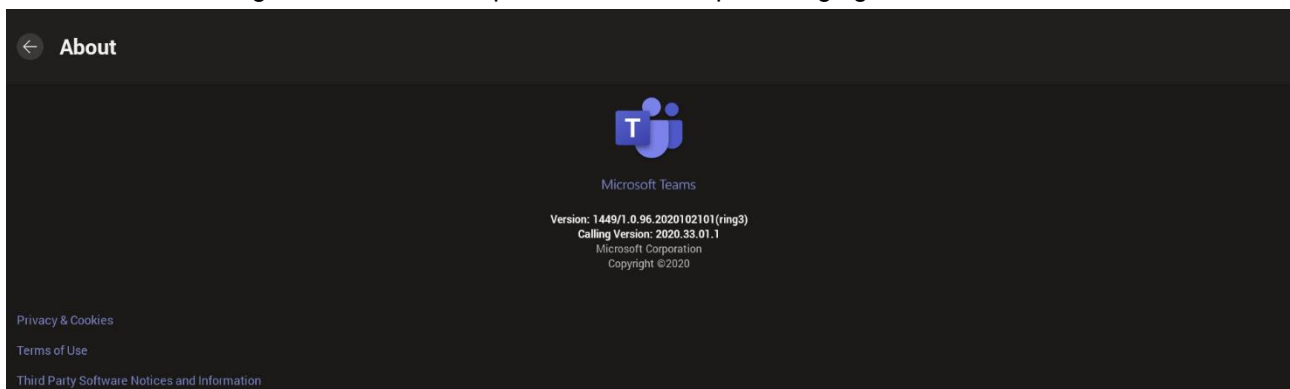 About
T
Microsoft Teams
Version: 1449/1.0.96.2020102101(ring3)
Calling Version: 2020.33.01.1
Microsoft Corporation
Copyright ©2020
Privacy & Cookies
Terms of Use
Third Party Software Notices and Information